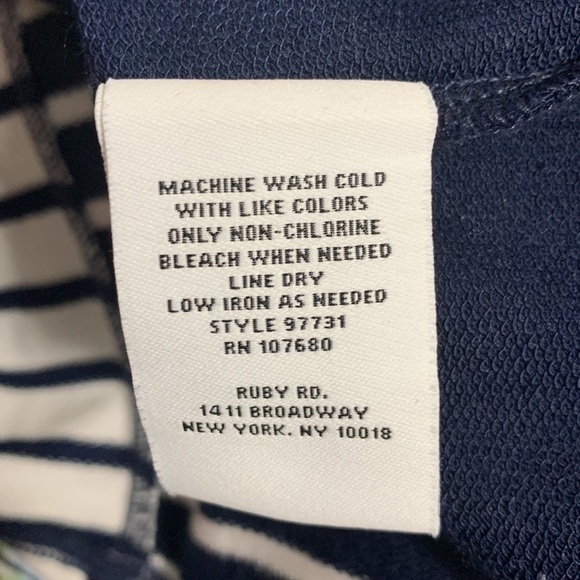 MACHINE WASH COLD
WITH LIKE COLORS
ONLY NON-CHLORINE
BLEACH WHEN NEEDED
LINE DRY
LOW IRON AS NEEDED
STYLE 97731
RN 107680
RUBY RD.
1411 BROADWAY
NEW YORK, NY 10018